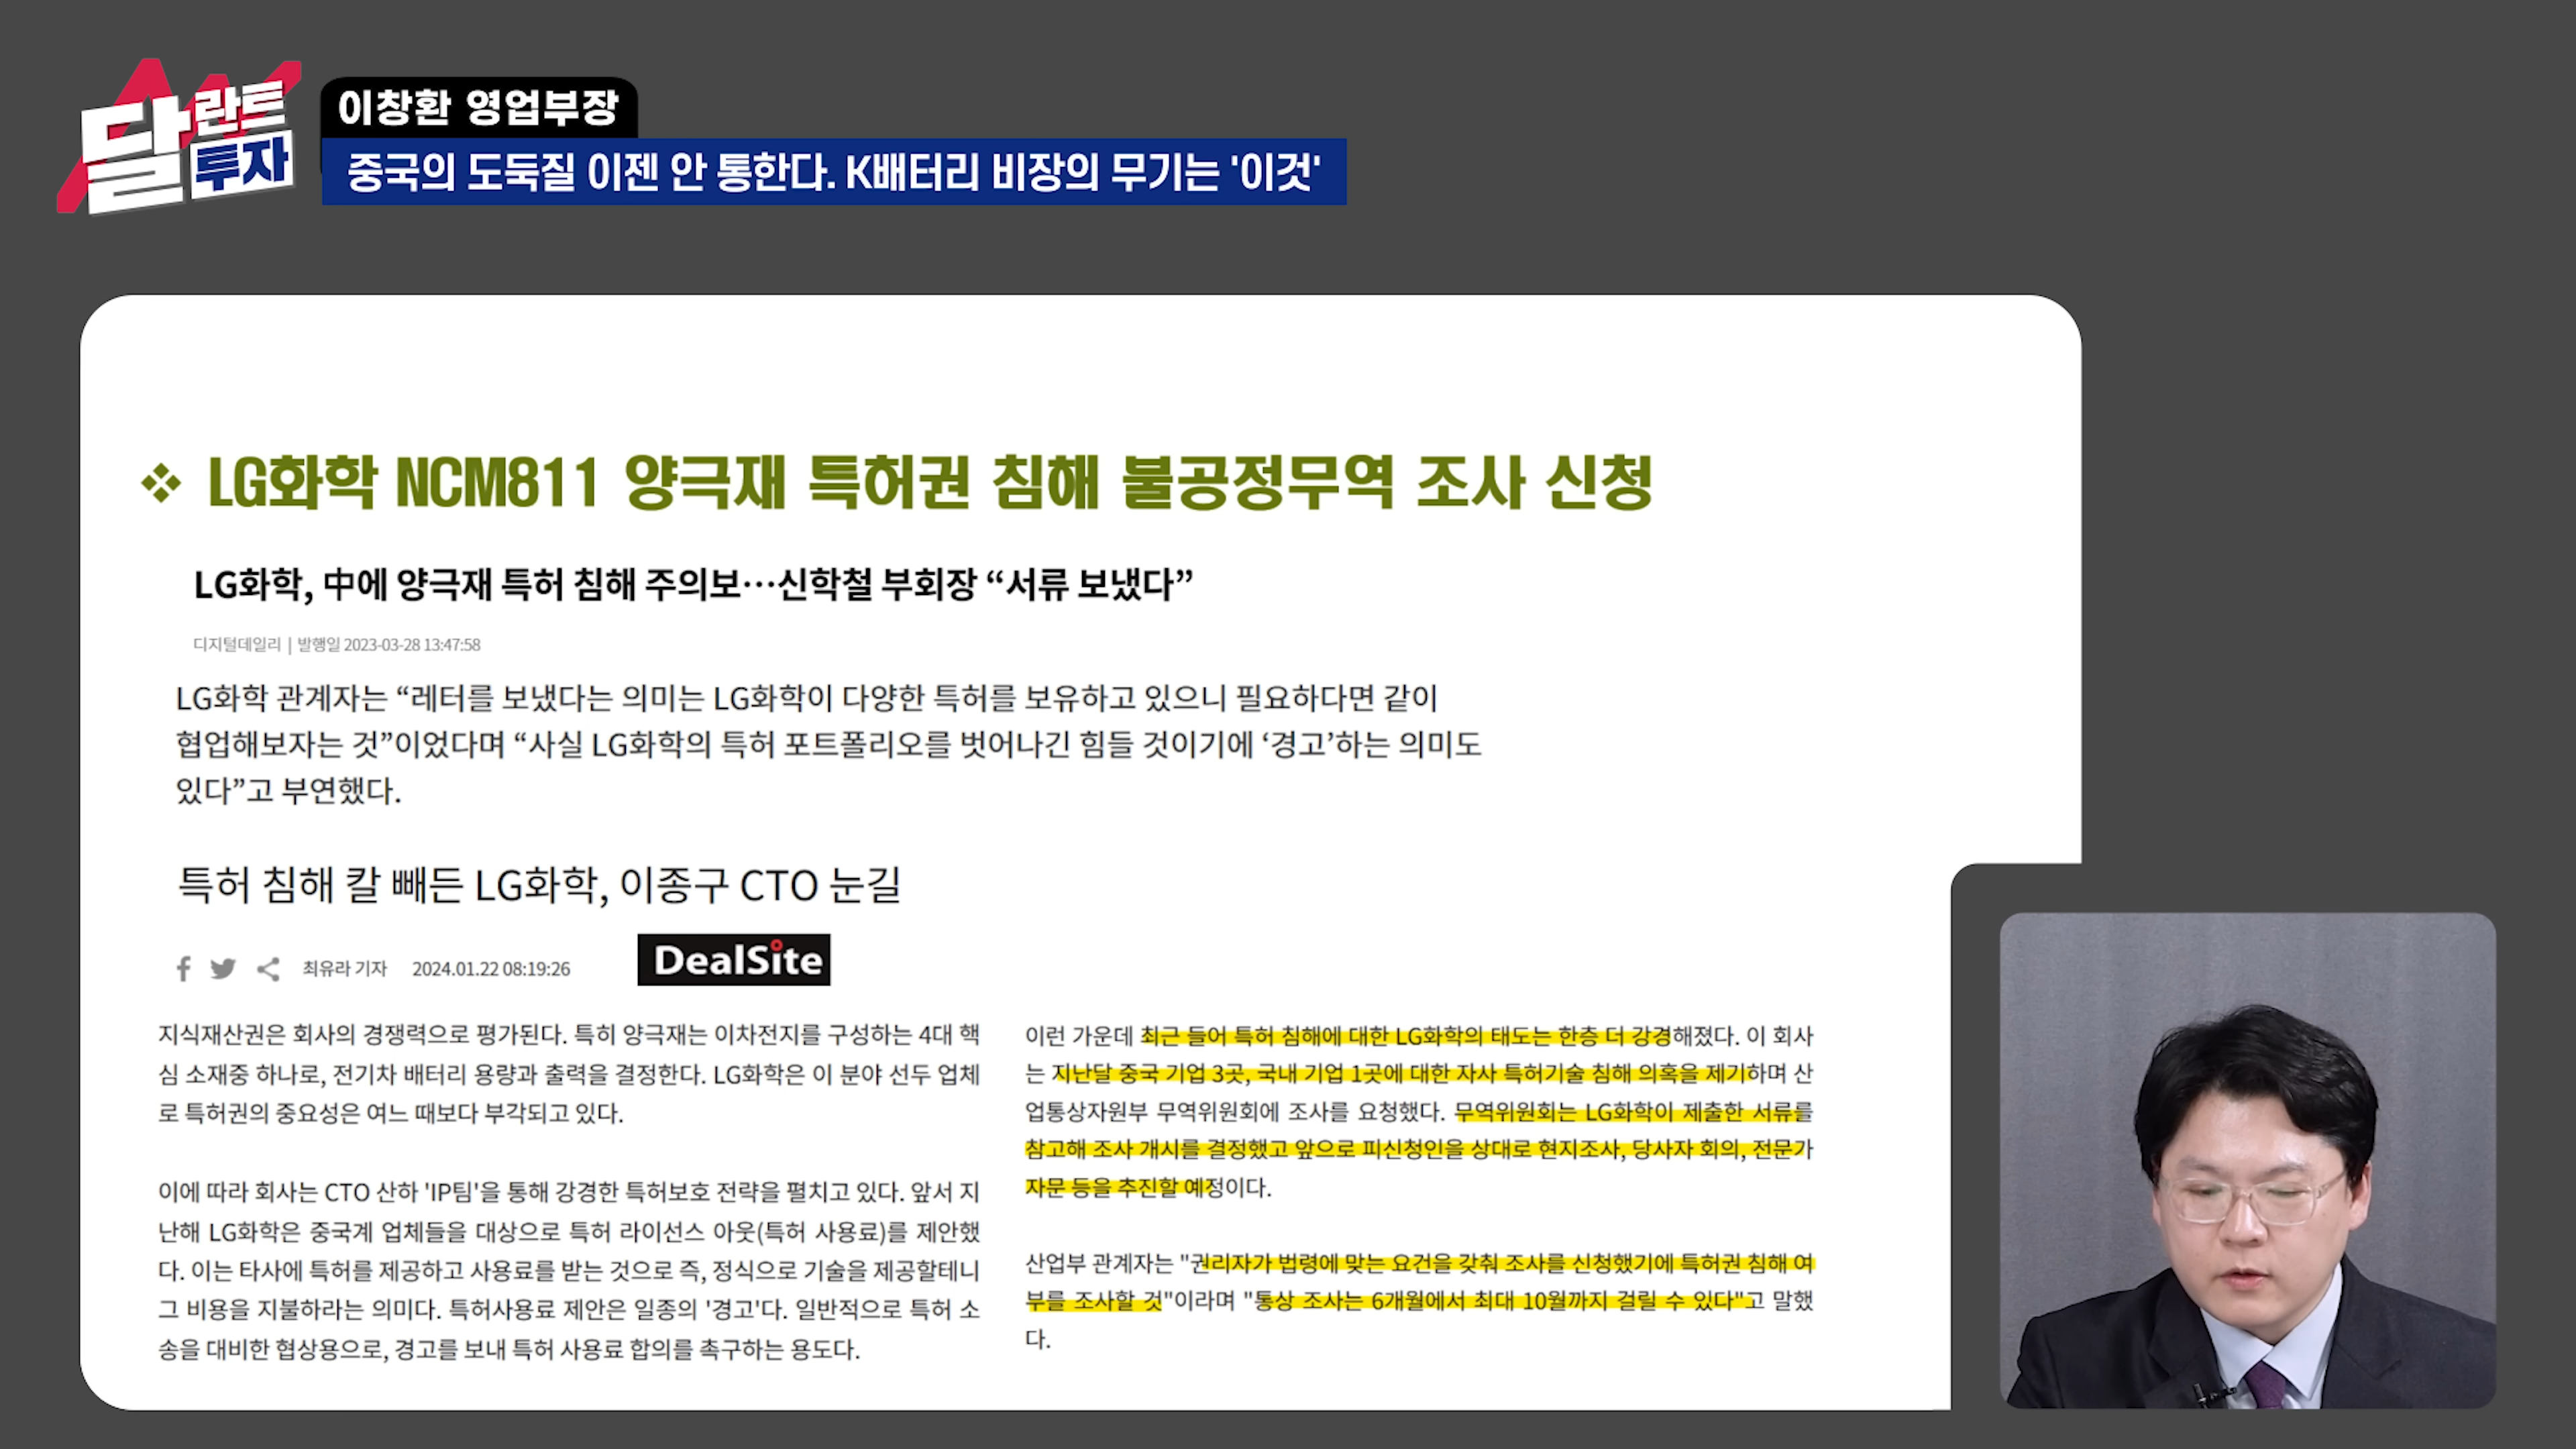 달란트
투자
이창환 영업부장
중국의 도둑질 이젠 안 통한다. K배터리 비장의 무기는 '이것'
❖ LG화학 NCM811 양극재 특허권 침해 불공정무역 조사 신청
LG화학, 中에 양극재 특허 침해 주의보…신학철 부회장 “서류 보냈다”
디지털데일리 | 발행일 2023-03-28 13:47:58
LG화학 관계자는 “레터를 보냈다는 의미는 LG화학이 다양한 특허를 보유하고 있으니 필요하다면 같이
협업해보자는 것”이었다며 “사실 LG화학의 특허 포트폴리오를 벗어나긴 힘들 것이기에 ‘경고’하는 의미도
있다”고 부연했다.
특허 침해 칼 빼든 LG화학, 이종구 CTO 눈길
최유라 기자 2024.01.22 08:19:26
DealSite
지식재산권은 회사의 경쟁력으로 평가된다. 특히 양극재는 이차전지를 구성하는 4대 핵
심 소재중 하나로, 전기차 배터리 용량과 출력을 결정한다. LG화학은 이 분야 선두 업체
로 특허권의 중요성은 여느 때보다 부각되고 있다.
이에 따라 회사는 CTO 산하 'IP팀'을 통해 강경한 특허보호 전략을 펼치고 있다. 앞서 지
난해 LG화학은 중국계 업체들을 대상으로 특허 라이선스 아웃(특허 사용료)를 제안했
다. 이는 타사에 특허를 제공하고 사용료를 받는 것으로 즉, 정식으로 기술을 제공할테니
그 비용을 지불하라는 의미다. 특허사용료 제안은 일종의 '경고'다. 일반적으로 특허 소
송을 대비한 협상용으로, 경고를 보내 특허 사용료 합의를 촉구하는 용도다.
이런 가운데 최근 들어 특허 침해에 대한 LG화학의 태도는 한층 더 강경해졌다. 이 회사
는 지난달 중국 기업 3곳, 국내 기업 1곳에 대한 자사 특허기술 침해 의혹을 제기하며 산
업통상자원부 무역위원회에 조사를 요청했다. 무역위원회는 LG화학이 제출한 서류를
참고해 조사 개시를 결정했고 앞으로 피신청인을 상대로 현지조사, 당사자 회의, 전문가
자문 등을 추진할 예정이다.
산업부 관계자는 "권리자가 법령에 맞는 요건을 갖춰 조사를 신청했기에 특허권 침해 여
부를 조사할 것"이라며 "통상 조사는 6개월에서 최대 10월까지 걸릴 수 있다"고 말했
다.